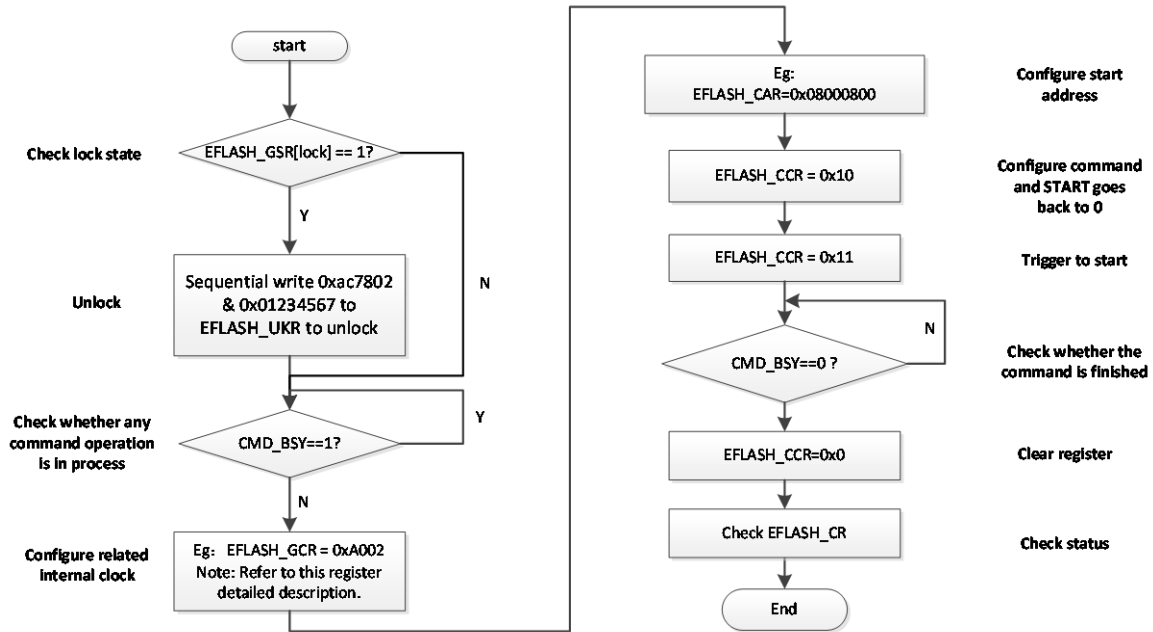 start
Check lock state
EFLASH_GSR[lock] == 1?
Y
N
Unlock
Sequential write 0xac7802
& 0x01234567 to
EFLASH_UKR to unlock
Check whether any
command operation
is in process
CMD_BSY==1?
Y
N
Configure related
internal clock
Eg: EFLASH_GCR = 0xA002
Note: Refer to this register
detailed description.
Eg:
EFLASH_CAR=0x08000800
Configure start
address
EFLASH_CCR = 0x10
Configure command
and START goes
back to 0
EFLASH_CCR = 0x11
Trigger to start
N
CMD_BSY==0 ?
Check whether the
command is finished
EFLASH_CCR=0x0
Clear register
Check EFLASH_CR
Check status
End